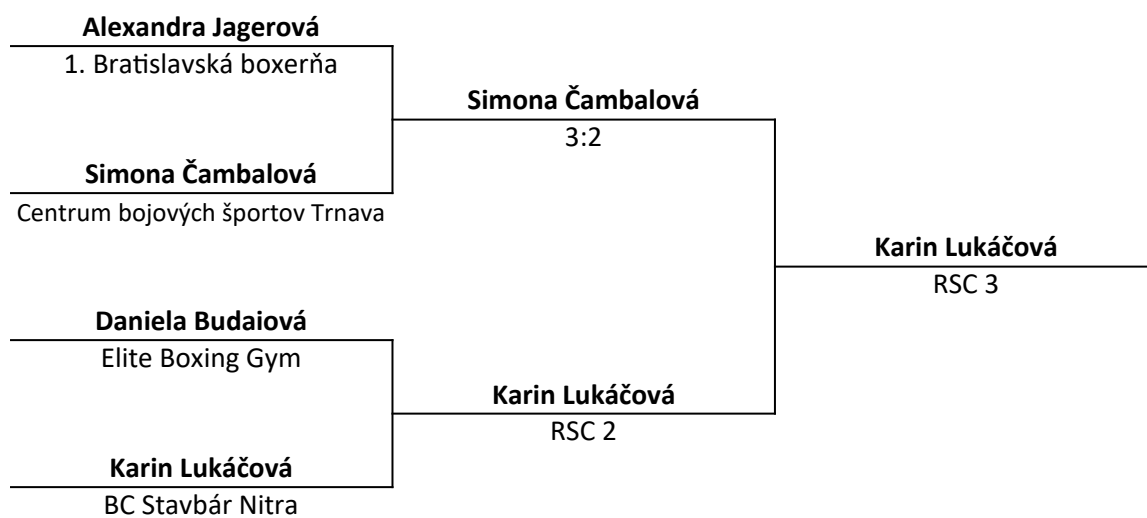 Alexandra Jagerová
1. Bratislavská boxerňa
Simona Čambalová
3:2
Simona Čambalová
Centrum bojových športov Trnava
Karin Lukáčová
RSC 3
Daniela Budaiová
Elite Boxing Gym
Karin Lukáčová
RSC 2
Karin Lukáčová
BC Stavbár Nitra